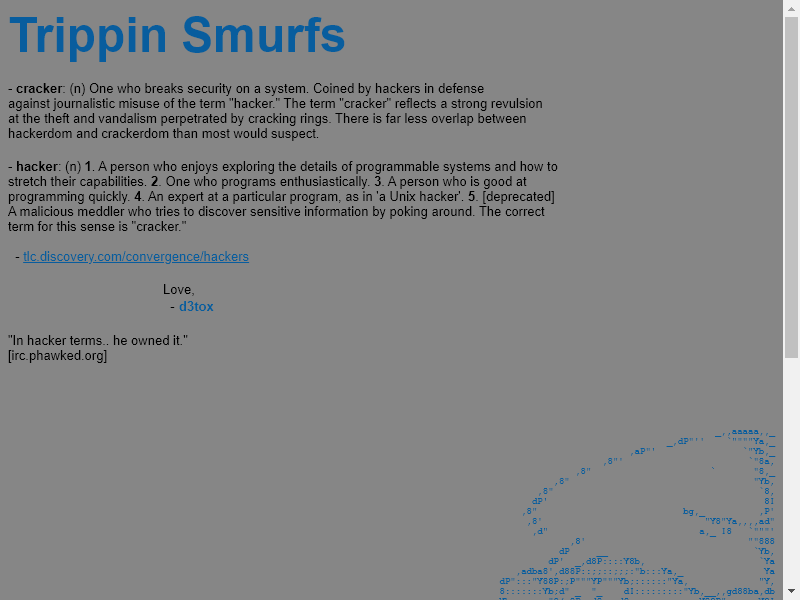 Trippin Smurfs
- cracker: (n) One who breaks security on a system. Coined by hackers in defense
against journalistic misuse of the term "hacker." The term "cracker" reflects a strong revulsion
at the theft and vandalism perpetrated by cracking rings. There is far less overlap between
hackerdom and crackerdom than most would suspect.
- hacker: (n) 1. A person who enjoys exploring the details of programmable systems and how to
stretch their capabilities. 2. One who programs enthusiastically. 3. A person who is good at
programming quickly. 4. An expert at a particular program, as in 'a Unix hacker'. 5. [deprecated]
A malicious meddler who tries to discover sensitive information by poking around. The correct
term for this sense is "cracker."
- tlc.discovery.com/convergence/hackers
Love,
- d3tox
"In hacker terms.. he owned it."
[irc.phawked.org]